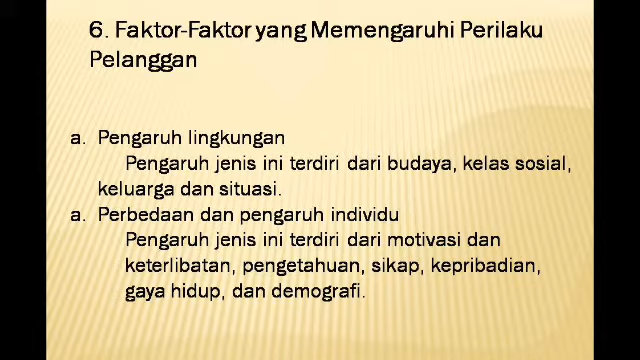 6. Faktor-Faktor yang Memengaruhi Perilaku
Pelanggan
a. Pengaruh lingkungan
Pengaruh jenis ini terdiri dari budaya, kelas sosial,
keluarga dan situasi.
a. Perbedaan dan pengaruh individu
Pengaruh jenis ini terdiri dari motivasi dan
keterlibatan, pengetahuan, sikap, kepribadian,
gaya hidup, dan demografi.